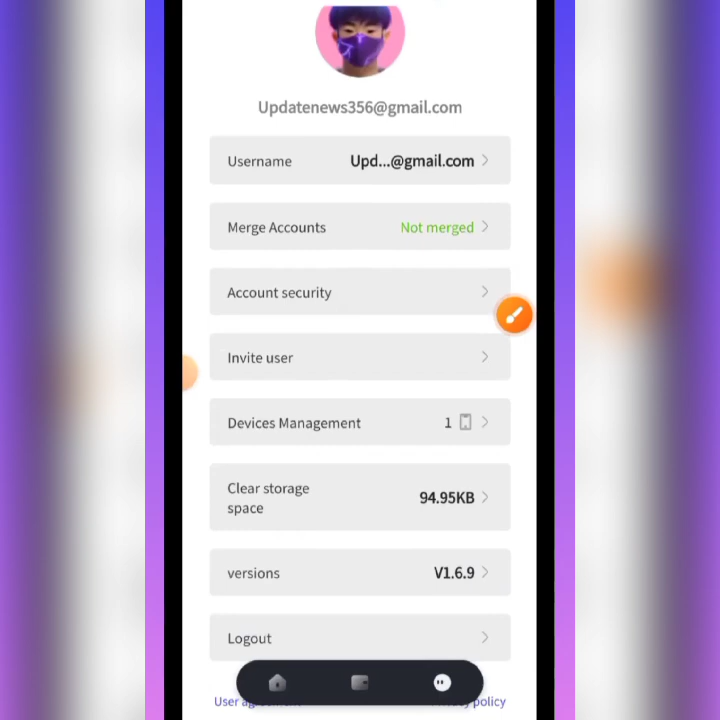 Updatenews356@gmail.com
Username Upd...@gmail.com
Merge Accounts Not merged
Account security
Invite user
Devices Management 1
Clear storage
space
94.95KB
versions V1.6.9
Logout
User policy